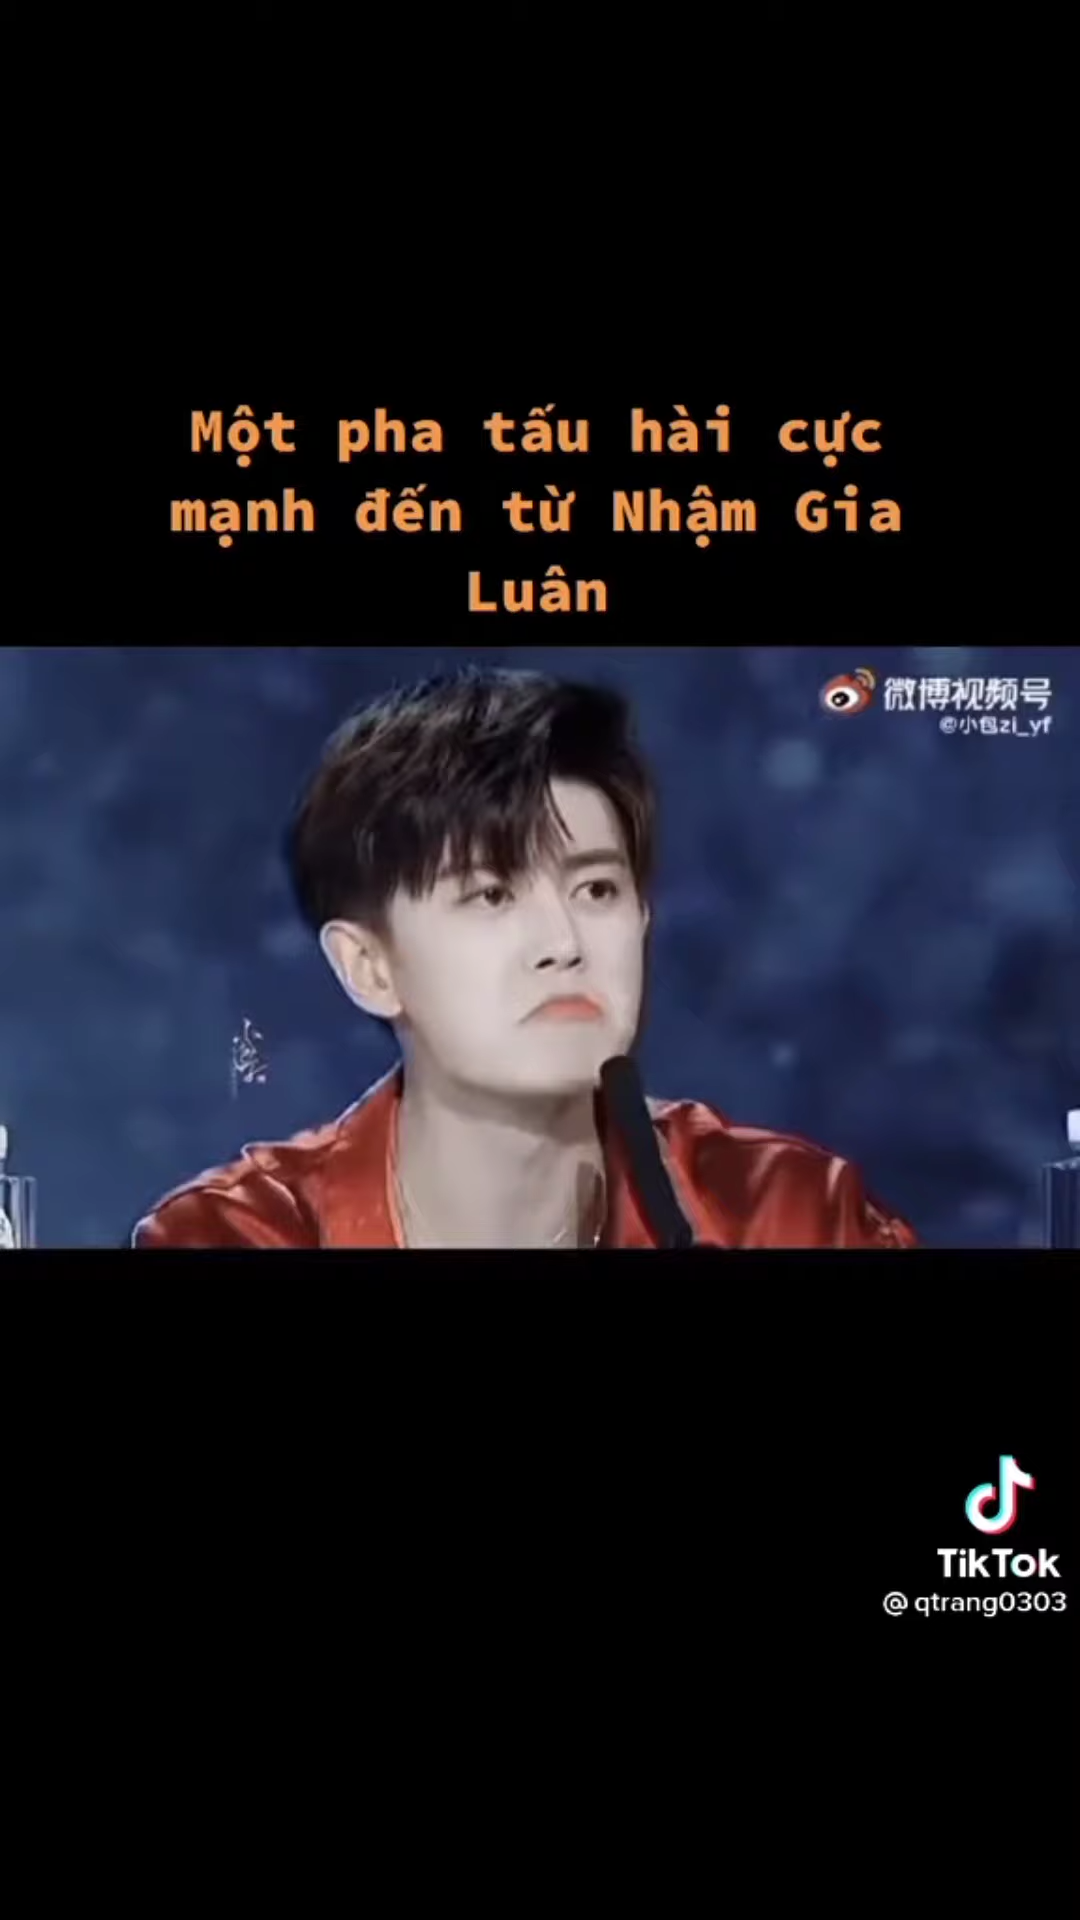 Một pha tấu hài cực
mạnh đến từ Nhậm Gia
Luân
微博视频号
@小包zi_yf
TikTok
@qtrang0303